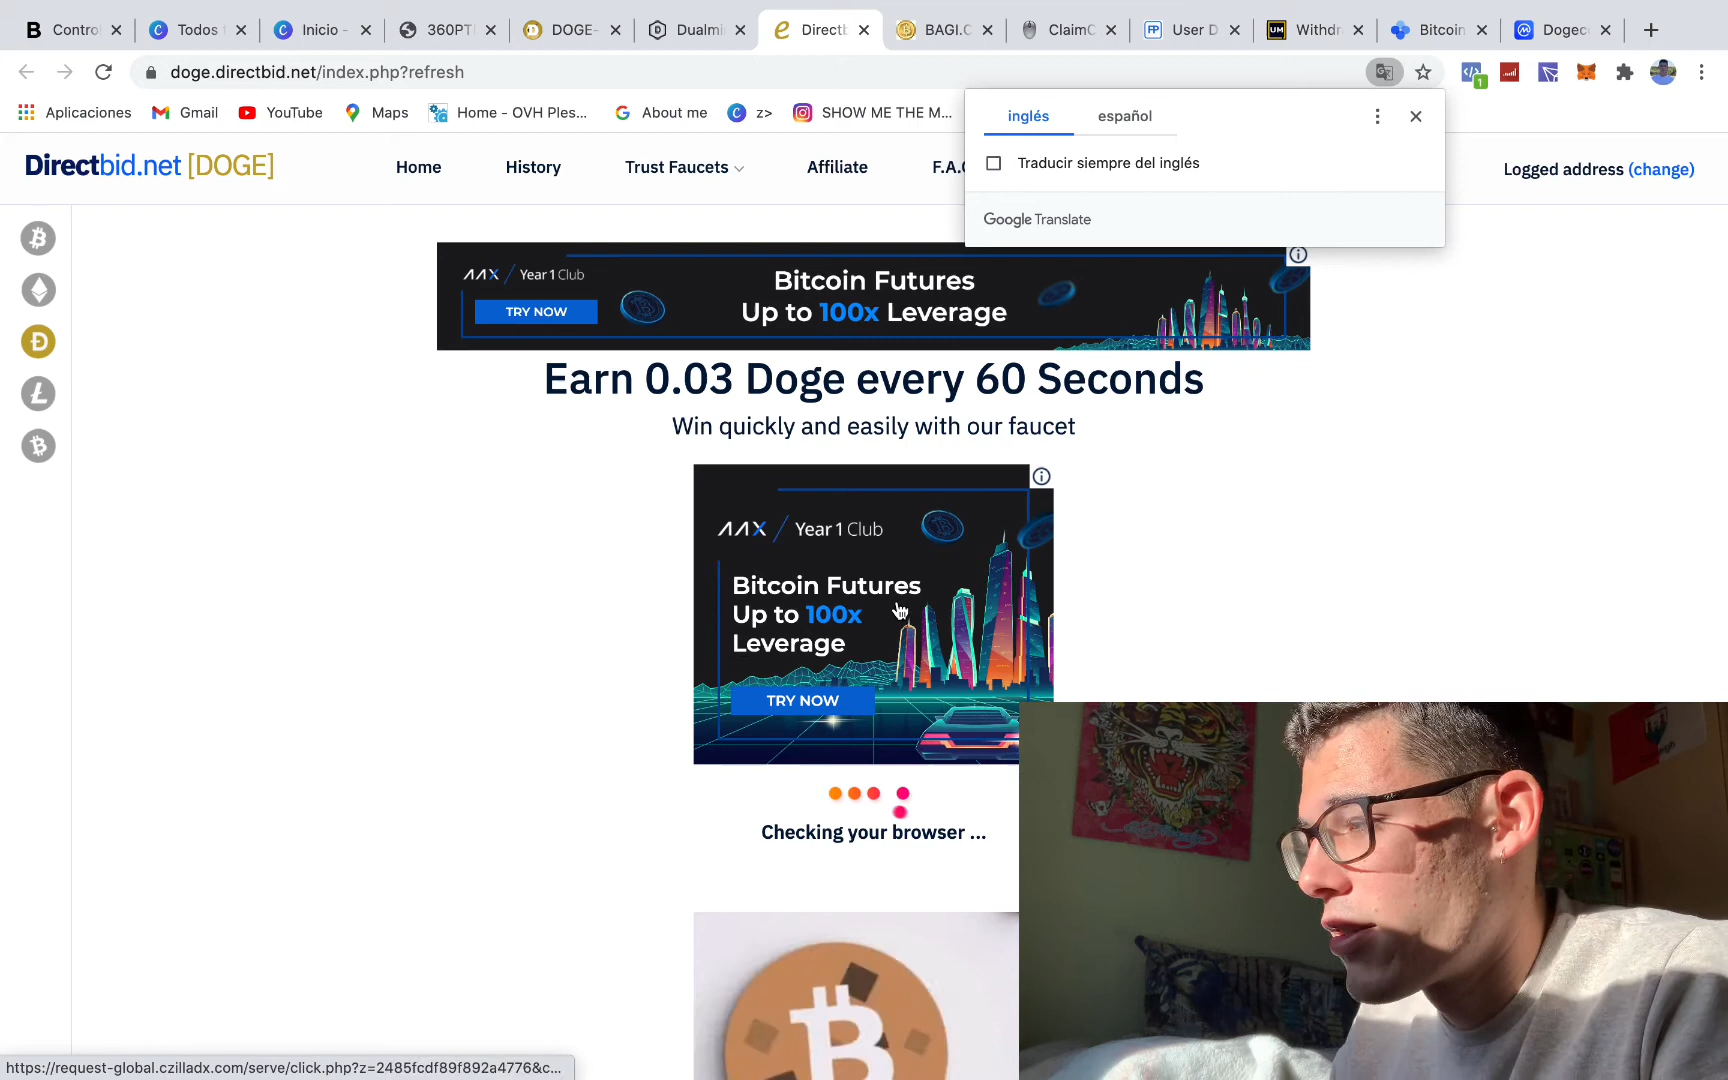 Contro
Todos
Inicio -
360PT
DOGE-
Dualmi
Directb
BAGI.C
ClaimC
User D
Withdr
Bitcoin
Dogec
doge.directbid.net/index.php?refresh
Aplicaciones
Gmail
YouTube
Maps
Home - OVH Ples...
About me
z>
SHOW ME THE M...
inglés
español
Traducir siempre del inglés
Google Translate
Directbid.net [DOGE]
Home
History
Trust Faucets
Affiliate
F.A.
Logged address (change)
AAX / Year 1 Club
TRY NOW
Bitcoin Futures
Up to 100x Leverage
Earn 0.03 Doge every 60 Seconds
Win quickly and easily with our faucet
AAX / Year 1 Club
Bitcoin Futures
Up to 100x
Leverage
TRY NOW
Checking your browser ...
https://request-global.czilladx.com/serve/click.php?z=2485fcdf89f892a4776&c...